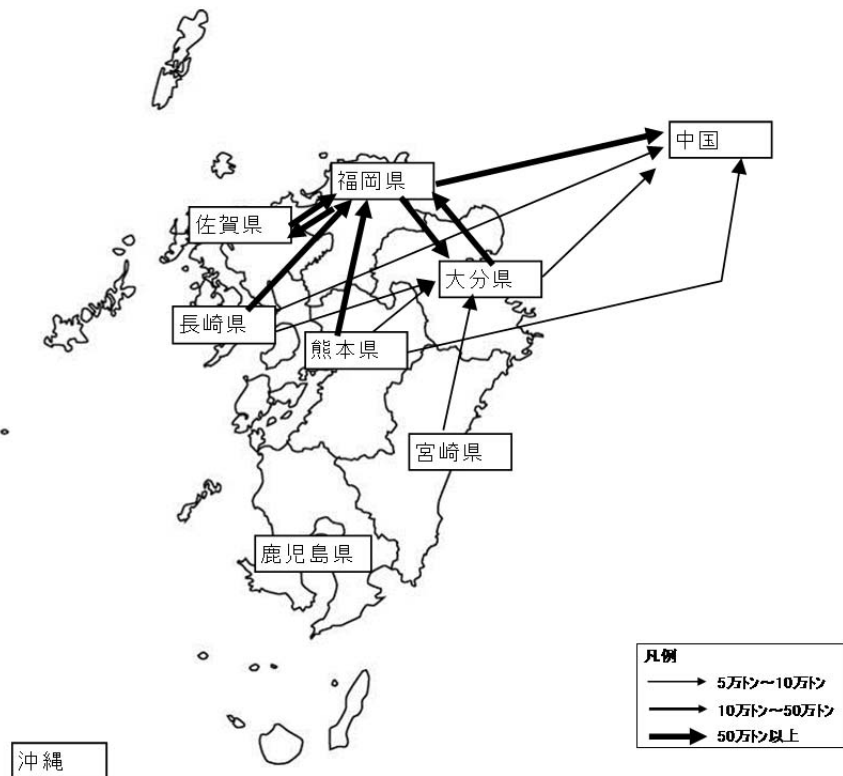 中国
福岡県
佐賀県
大分県
長崎県
熊本県
宮崎県
鹿児島県
沖縄
凡例
5万トン～10万トン
10万トン～50万トン
50万トン以上